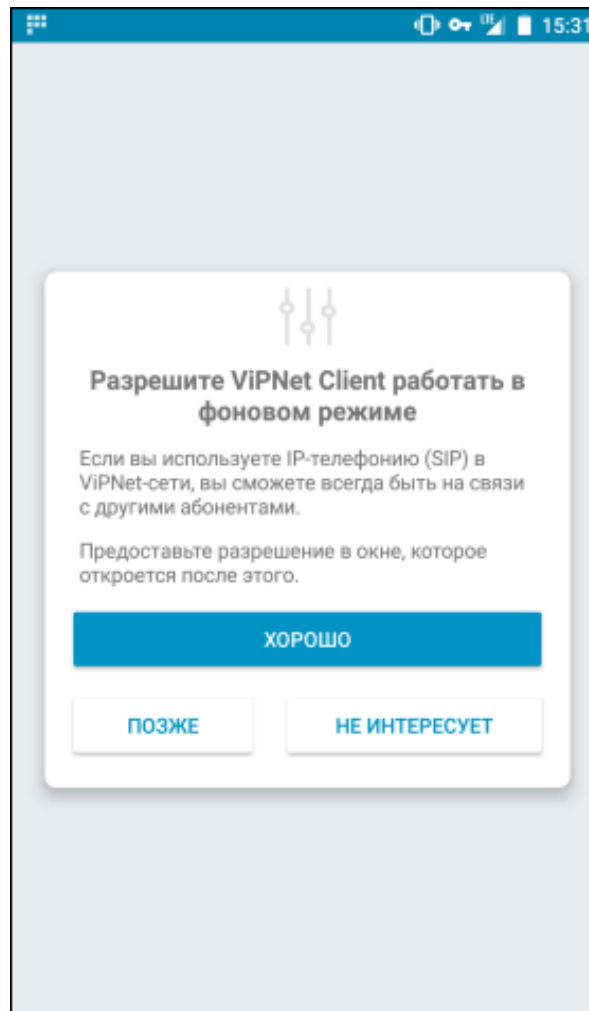 LTE 15:31
Разрешите ViPNet Client работать в
фоновом режиме
Если вы используете IP-телефонию (SIP) в
ViPNet-сети, вы сможете всегда быть на связи
с другими абонентами.
Предоставьте разрешение в окне, которое
откроется после этого.
ХОРОШО
ПОЗЖЕ НЕ ИНТЕРЕСУЕТ